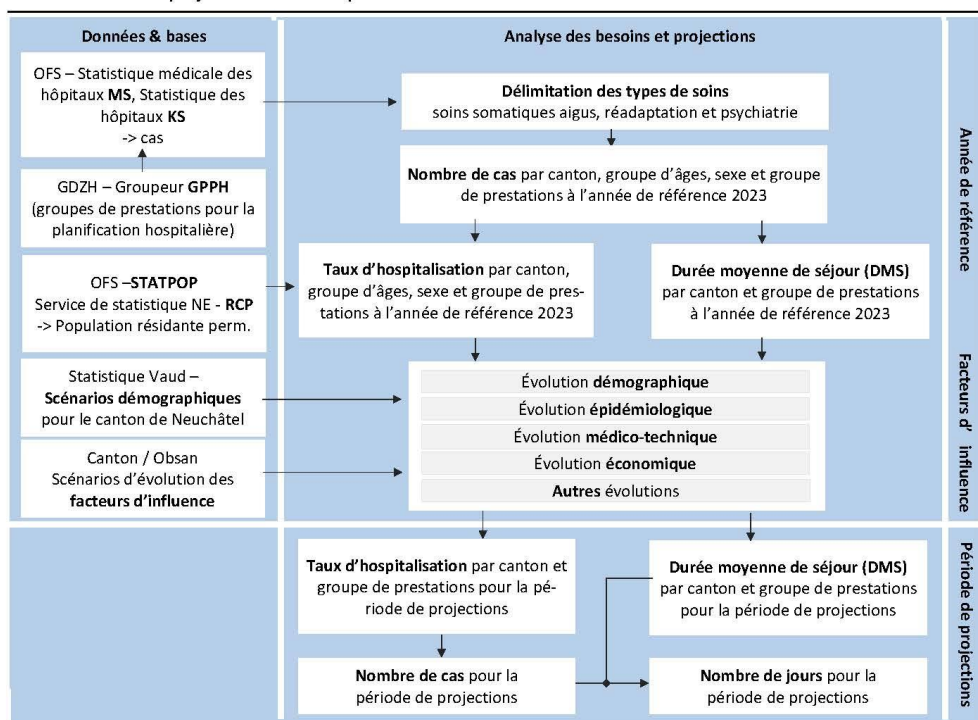 Données & bases
OFS – Statistique médicale des
hôpitaux MS, Statistique des
hôpitaux KS
-> cas
GDZH – Groupeur GPPH
(groupes de prestations pour la
planification hospitalière)
OFS –STATPOP
Service de statistique NE - RCP
-> Population résidante perm.
Statistique Vaud –
Scénarios démographiques
pour le canton de Neuchâtel
Canton / Obsan
Scénarios d'évolution des
facteurs d'influence
Analyse des besoins et projections
Délimitation des types de soins
soins somatiques aigus, réadaptation et psychiatrie
Nombre de cas par canton, groupe d'âges, sexe et groupe
de prestations à l'année de référence 2023
Taux d'hospitalisation par canton,
groupe d'âges, sexe et groupe de pres-
tations à l'année de référence 2023
Durée moyenne de séjour (DMS)
par canton et groupe de prestations
à l'année de référence 2023
Évolution démographique
Évolution épidémiologique
Évolution médico-technique
Évolution économique
Autres évolutions
Taux d'hospitalisation par canton et
groupe de prestations pour la pé-
riode de projections
Durée moyenne de séjour (DMS)
par canton et groupe de prestations
pour la période de projections
Nombre de cas pour la
période de projections
Nombre de jours pour la
période de projections
Année de référence
Facteurs d' influence
Période de projections